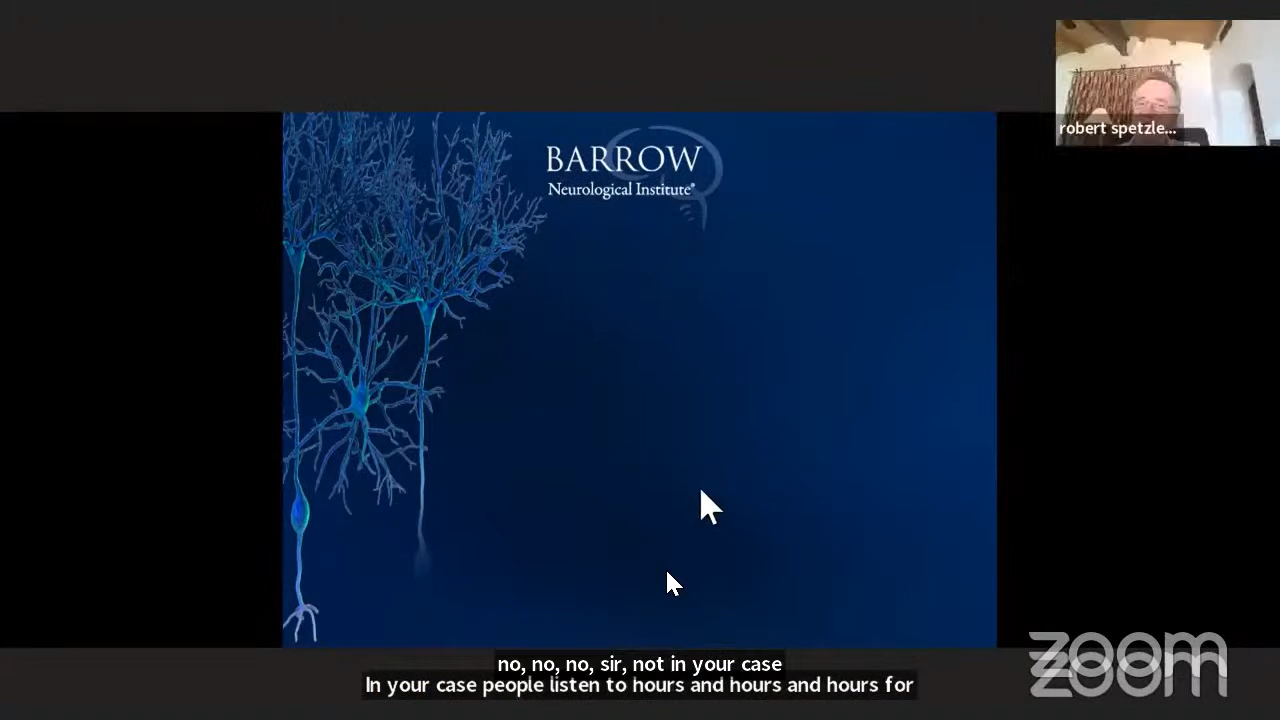 robert spetzle...
BARROW
Neurological Institute®
no, no, no, sir, not in your case
In your case people listen to hours and hours and hours for
zoom